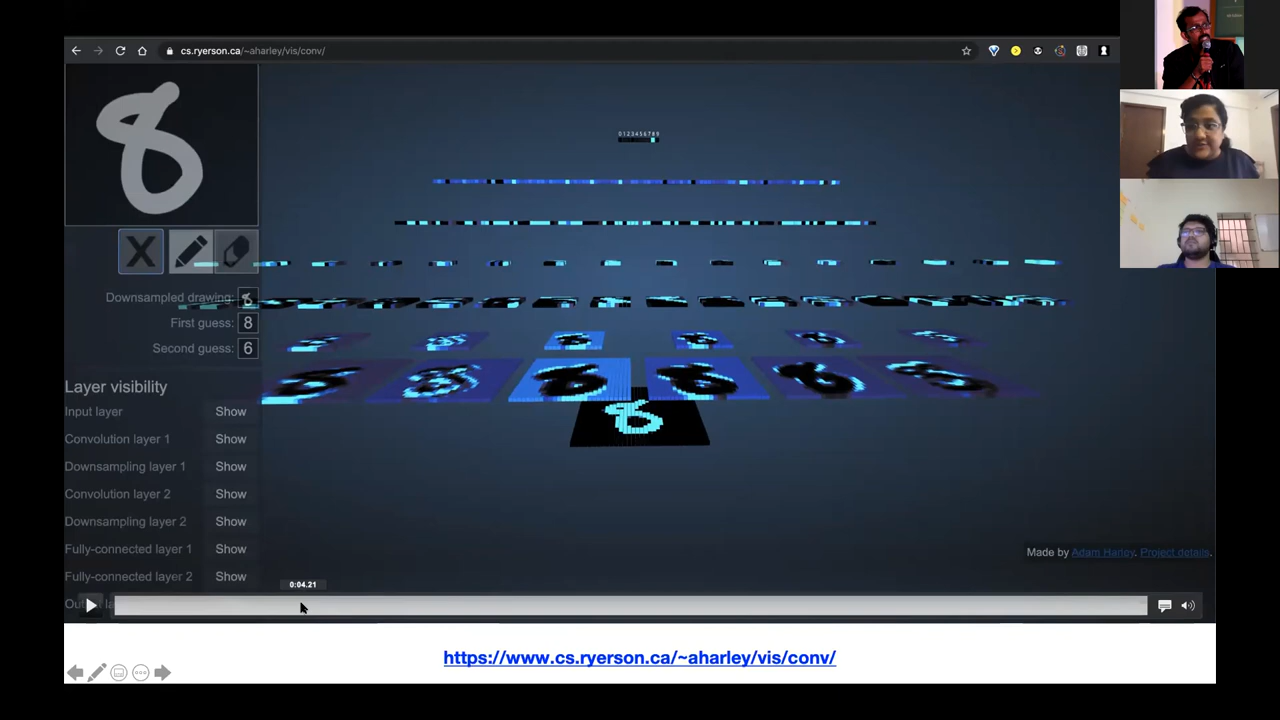 cs.ryerson.ca/~aharley/vis/conv/
0123456789
Downsampled drawing:
First guess: 8
Second guess: 6
Layer visibility
Input layer Show
Convolution layer 1 Show
Downsampling layer 1 Show
Convolution layer 2 Show
Downsampling layer 2 Show
Fully-connected layer 1 Show
Fully-connected layer 2 Show
Made by Adam Harley. Project details.
0:04.21
https://www.cs.ryerson.ca/~aharley/vis/conv/